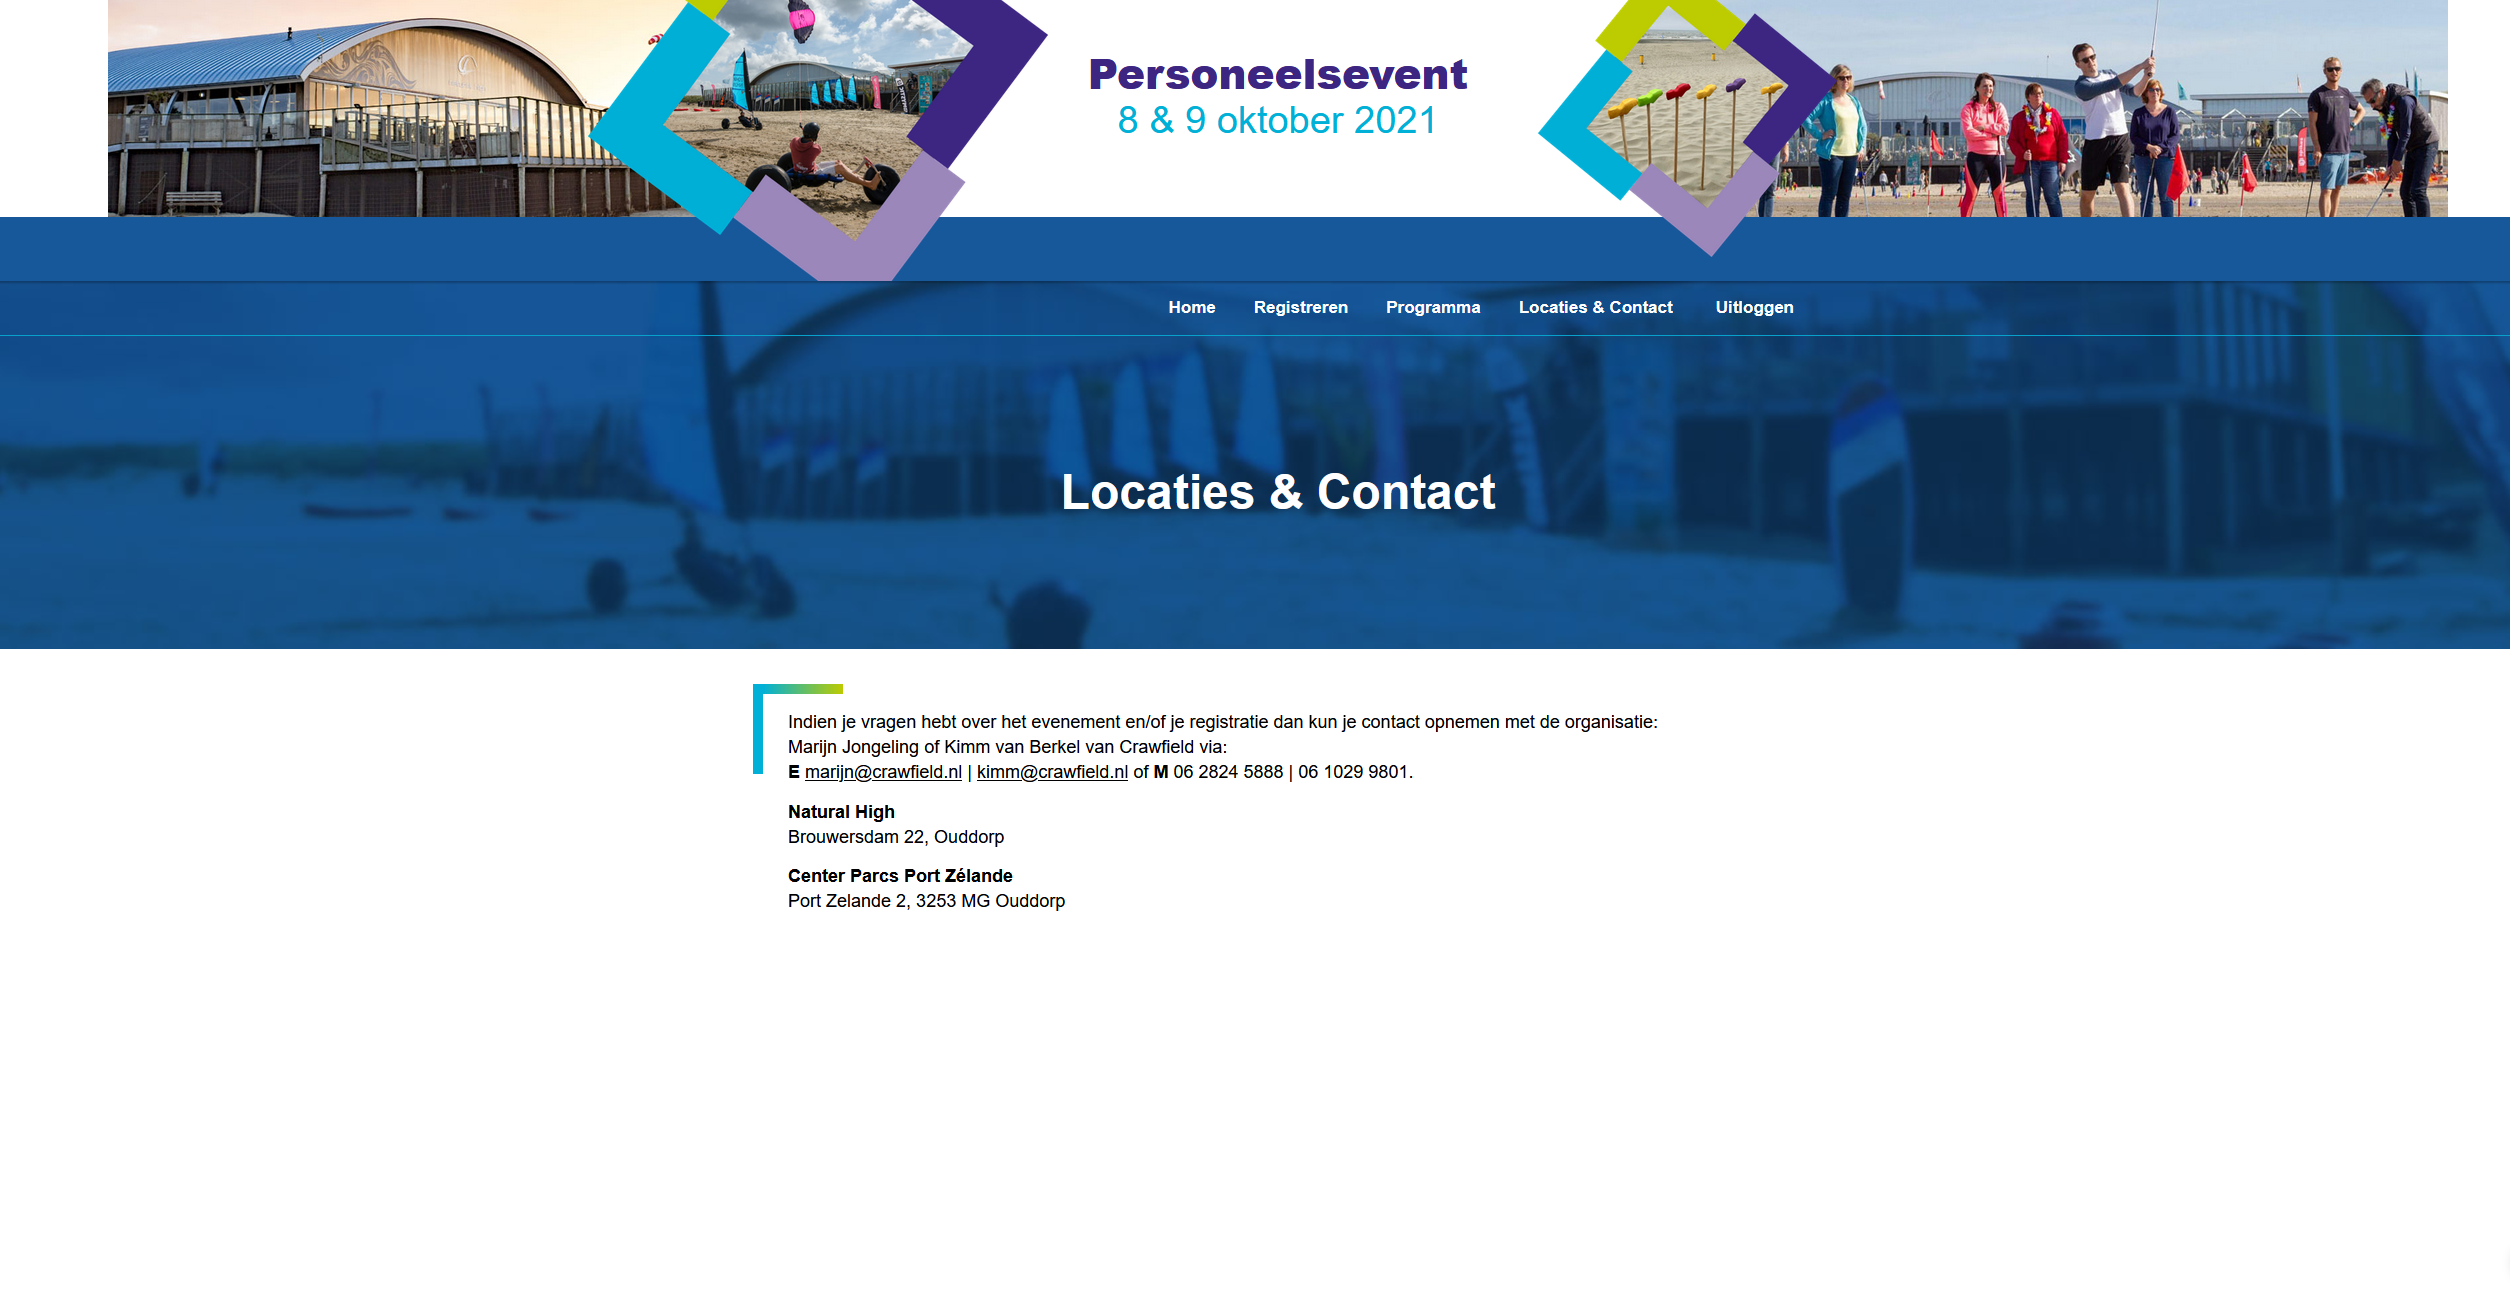 Personeelsevent
8 & 9 oktober 2021
Home Registreren Programma Locaties & Contact Uitloggen
Locaties & Contact
Indien je vragen hebt over het evenement en/of je registratie dan kun je contact opnemen met de organisatie:
Marijn Jongeling of Kimm van Berkel van Crawfield via:
E marijn@crawfield.nl | kimm@crawfield.nl of M 06 2824 5888 | 06 1029 9801.
Natural High
Brouwersdam 22, Ouddorp
Center Parcs Port Zélande
Port Zelande 2, 3253 MG Ouddorp